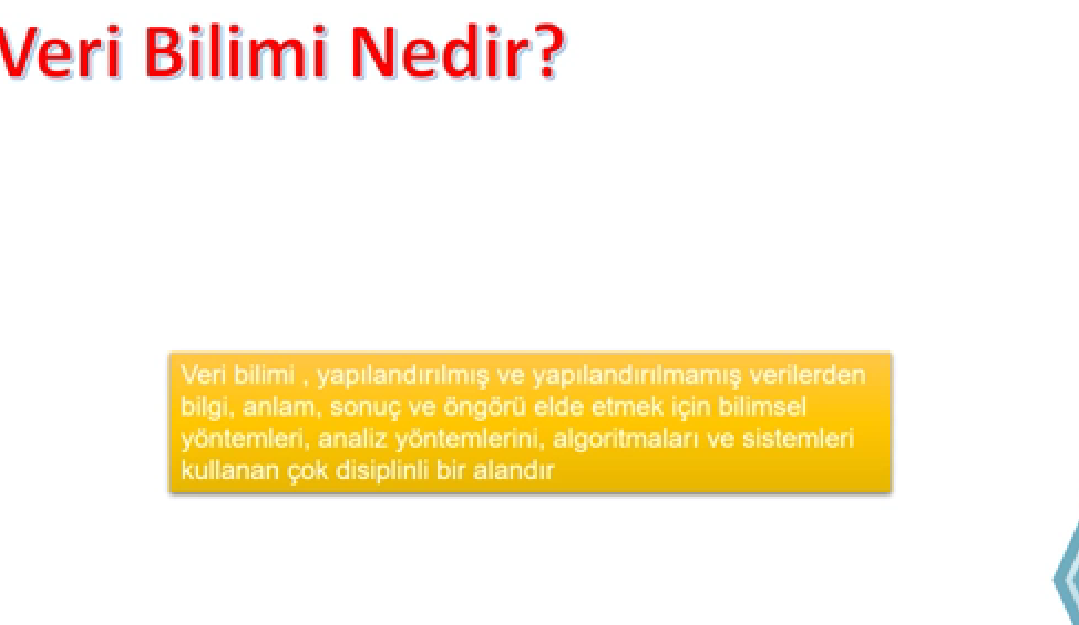 Veri Bilimi Nedir?
Veri bilimi , yapılandırılmış ve yapılandırılmamış verilerden
bilgi, anlam, sonuç ve öngörü elde etmek için bilimsel
yöntemleri, analiz yöntemlerini, algoritmaları ve sistemleri
kullanan çok disiplinli bir alandır